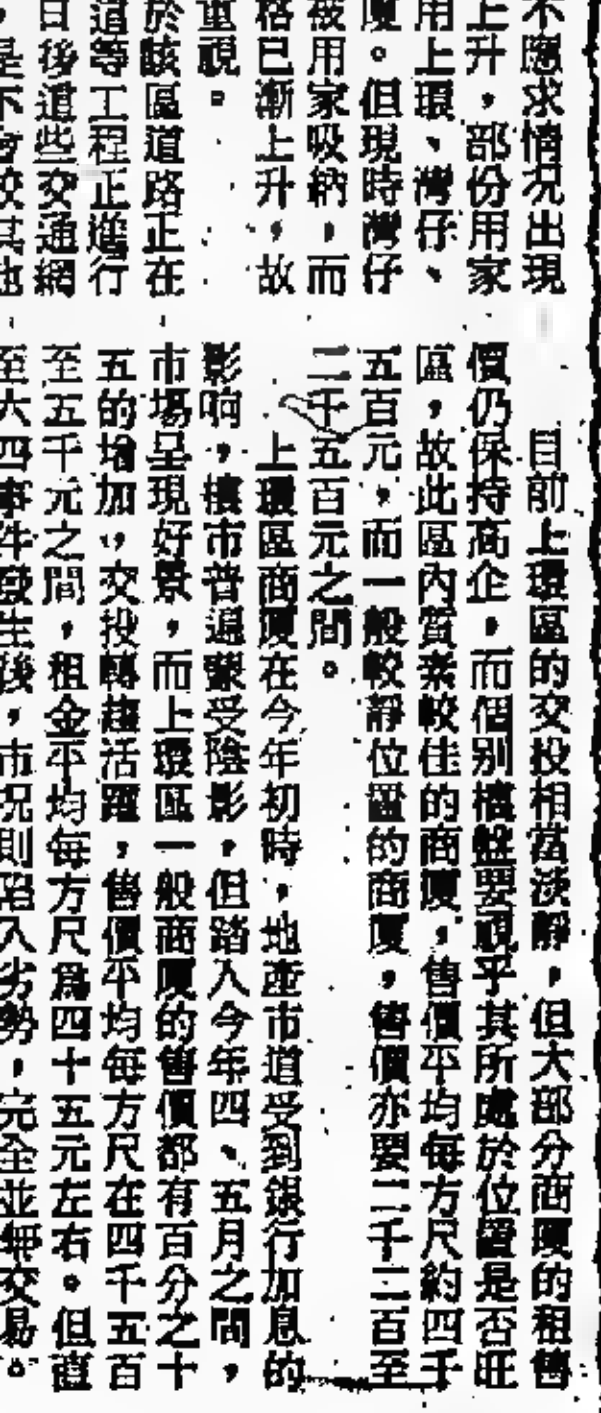 不應求情况出現
上升，部份用家
用上環、灣仔、
廈。但現時灣仔
被用家吸納，而
格已漸上升，故
重視。
於該區道路正在
道等工程正進行
日後這些交通網
目前上環區的交投相當淡靜，但大部分商廈的租售
價仍保持高企，而個别樓盤要視乎其所處於位置是否旺
區，故此區內質素較佳的商廈，售價平均每方尺約四千
五百元，而一般較靜位置的商廈，售價亦要二千二百至
二千五百元之間。
上環區商廈在今年初時，地產市道受到銀行加息的
影响，樓市普遍蒙受陰影，但踏入今年四、五月之間，
市場呈現好景，而上環區一般商廈的售價都有百分之十
五的增加，交投轉趨活躍，售價平均每方尺在四千五百
至五千元之間，租金平均每方尺爲四十五元左右。但直
至六四事件發生後，市况則陷入劣勢，完全並無交易。